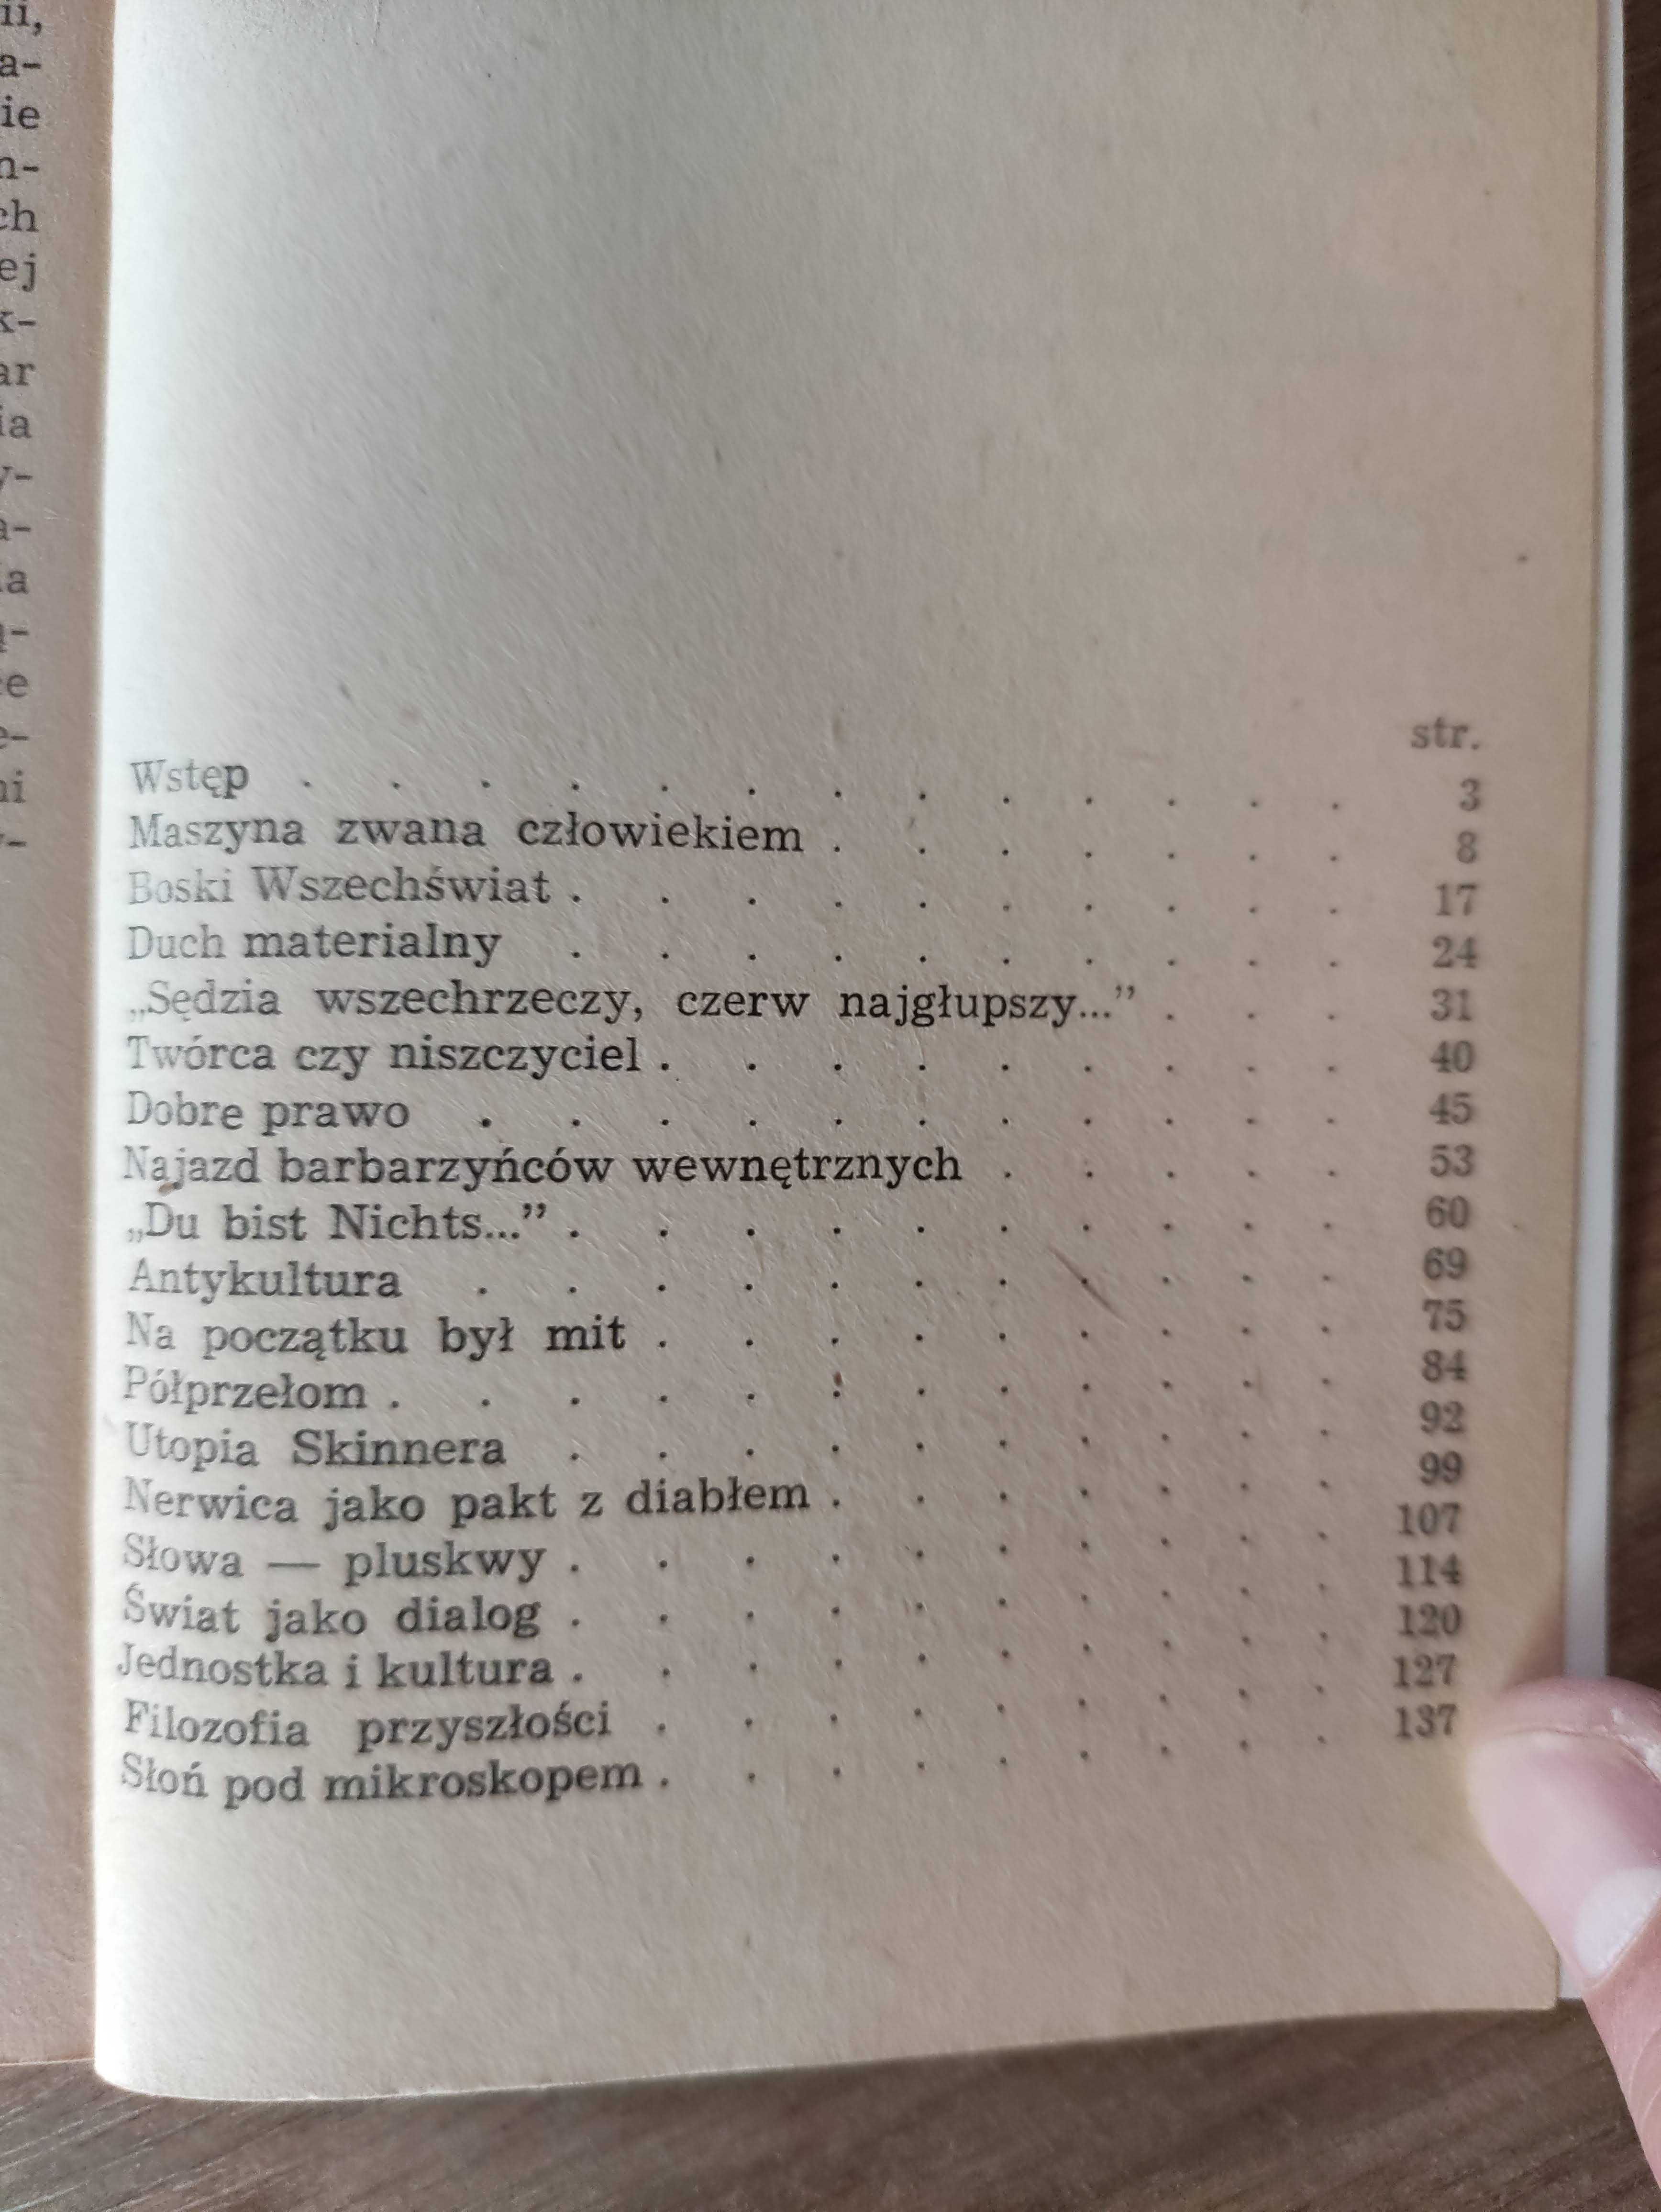 str.
Wstęp . . . . . . . . . . . . . 3
Maszyna zwana człowiekiem . . . . . . . 8
Boski Wszechświat . . . . . . . . . . 17
Duch materialny . . . . . . . . . . 24
„Sędzia wszechrzeczy, czerw najgłupszy...” . . . 31
Twórca czy niszczyciel . . . . . . . . . 40
Dobre prawo . . . . . . . . . . . 45
Najazd barbarzyńców wewnętrznych . . . . . 53
„Du bist Nichts...” . . . . . . . . . . 60
Antykultura . . . . . . . . . . . 69
Na początku był mit . . . . . . . . . 75
Półprzełom . . . . . . . . . . . . 84
Utopia Skinnera . . . . . . . . . . 92
Nerwica jako pakt z diabłem . . . . . . . 99
Słowa — pluskwy . . . . . . . . . . 107
Świat jako dialog . . . . . . . . . . 114
Jednostka i kultura . . . . . . . . . . 120
Filozofia przyszłości . . . . . . . . . 127
Słoń pod mikroskopem . . . . . . . . . 137